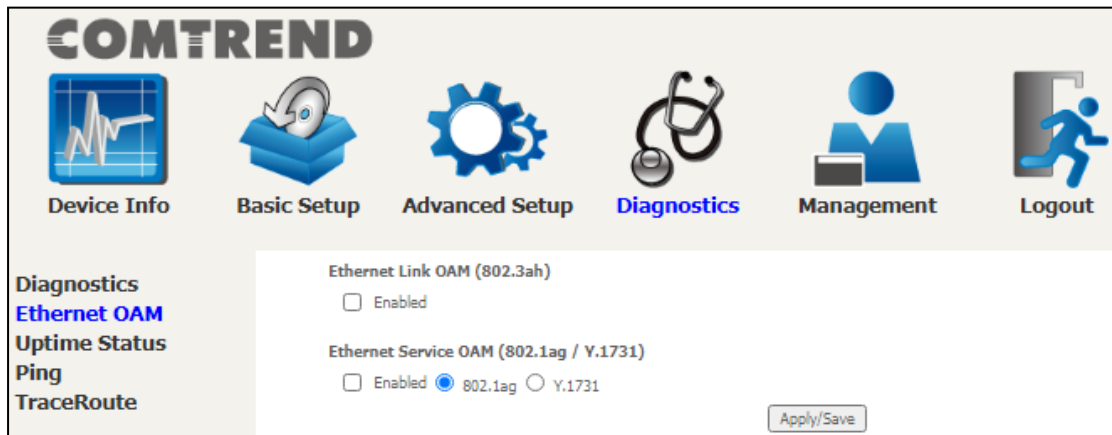 COMTREND
Device Info Basic Setup Advanced Setup Diagnostics Management Logout
Diagnostics
Ethernet OAM
Uptime Status
Ping
TraceRoute
Ethernet Link OAM (802.3ah)
Enabled
Ethernet Service OAM (802.1ag / Y.1731)
Enabled 802.1ag Y.1731
Apply/Save